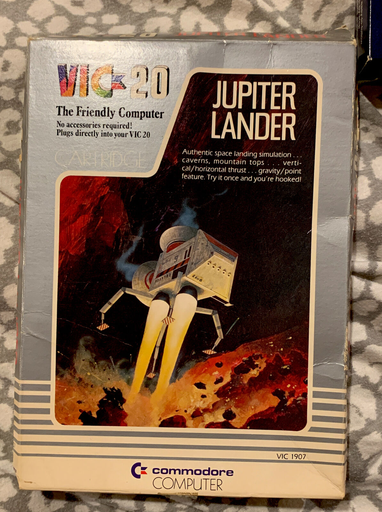 VIC 20
The Friendly Computer
No accessories required!
Plugs directly into your VIC 20
CARTRIDGE
JUPITER
LANDER
Authentic space landing simulation ...
caverns, mountain tops ... verti-
cal/horizontal thrust ... gravity/point
feature. Try it once and you're hooked!
VIC 1907
commodore
COMPUTER